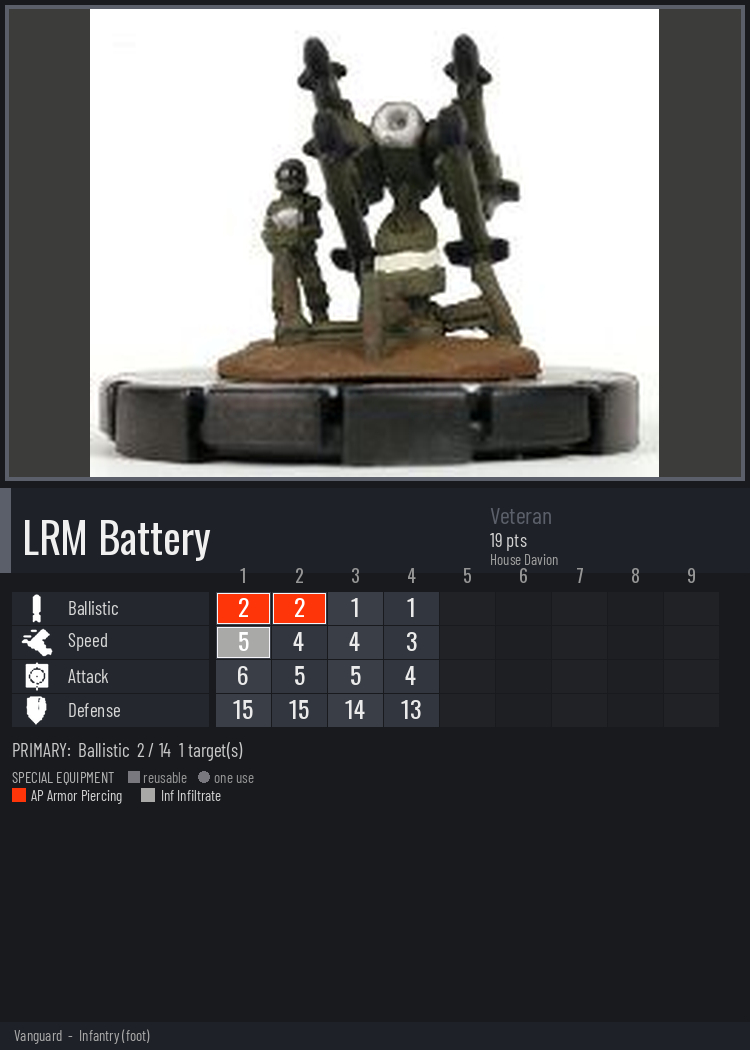 LRM Battery
Veteran
19 pts
House Davion
1 2 3 4 5 6 7 8 9
Ballistic 2 2 1 1
Speed 5 4 4 3
Attack 6 5 5 4
Defense 15 15 14 13
PRIMARY: Ballistic 2 / 14 1 target(s)
SPECIAL EQUIPMENT reusable one use
AP Armor Piercing Inf Infiltrate
Vanguard - Infantry (foot)